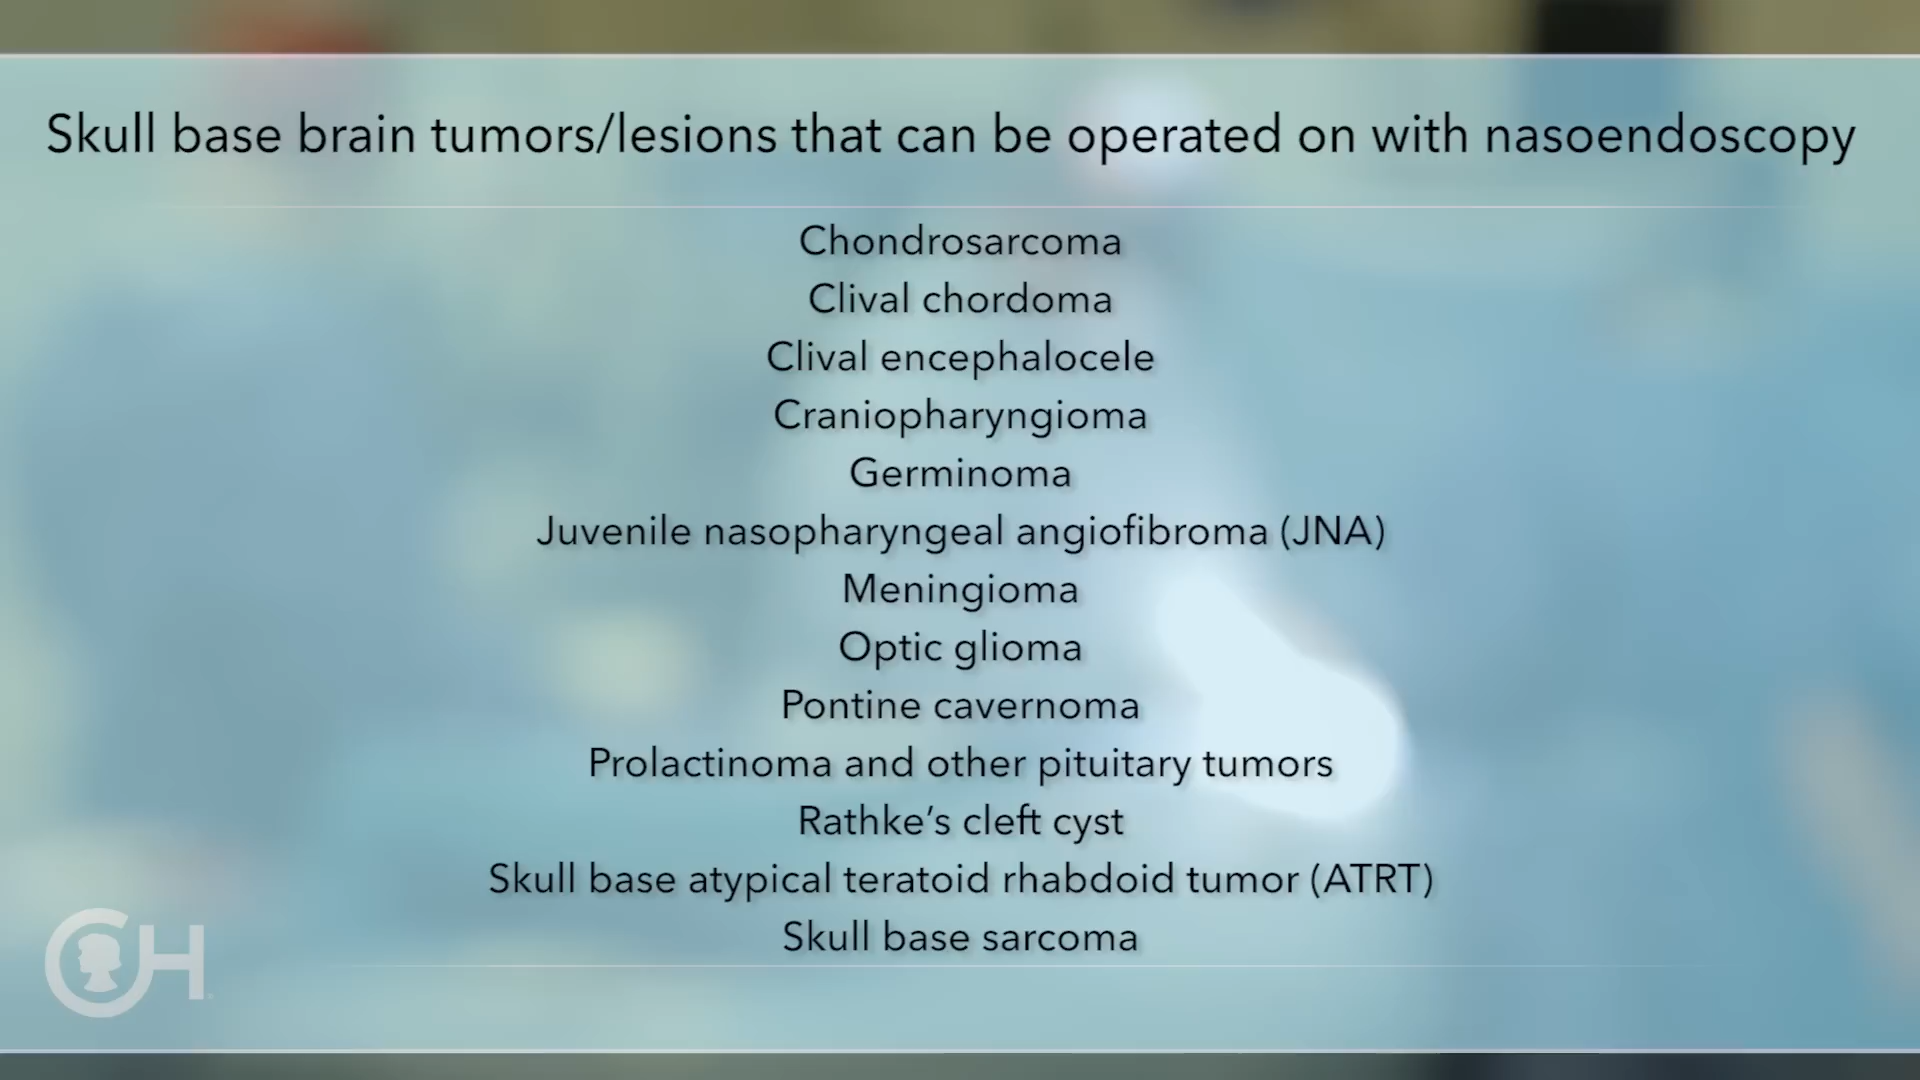 Skull base brain tumors/lesions that can be operated on with nasoendoscopy
Chondrosarcoma
Clival chordoma
Clival encephalocele
Craniopharyngioma
Germinoma
Juvenile nasopharyngeal angiofibroma (JNA)
Meningioma
Optic glioma
Pontine cavernoma
Prolactinoma and other pituitary tumors
Rathke’s cleft cyst
Skull base atypical teratoid rhabdoid tumor (ATRT)
Skull base sarcoma
CH